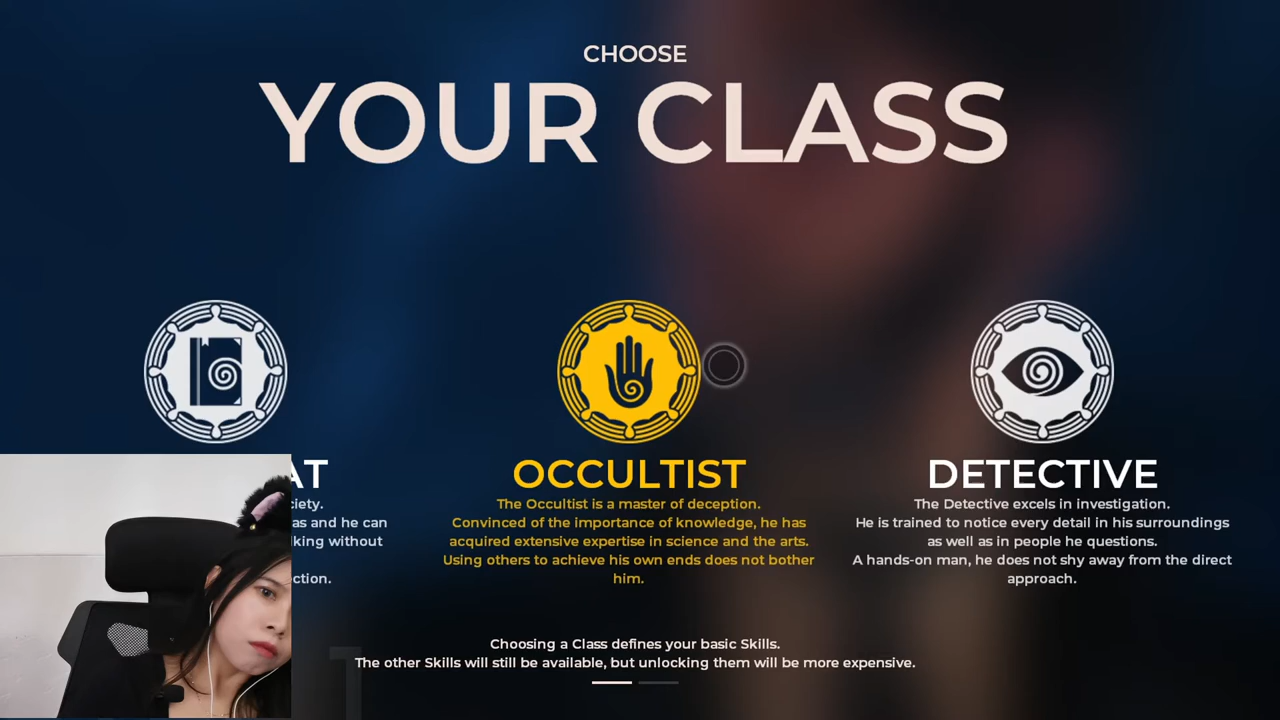 CHOOSE
YOUR CLASS
OCCULTIST
The Occultist is a master of deception.
Convinced of the importance of knowledge, he has
acquired extensive expertise in science and the arts.
Using others to achieve his own ends does not bother
him.
DETECTIVE
The Detective excels in investigation.
He is trained to notice every detail in his surroundings
as well as in people he questions.
A hands-on man, he does not shy away from the direct
approach.
as and he can
without
Choosing a Class defines your basic Skills.
The other Skills will still be available, but unlocking them will be more expensive.